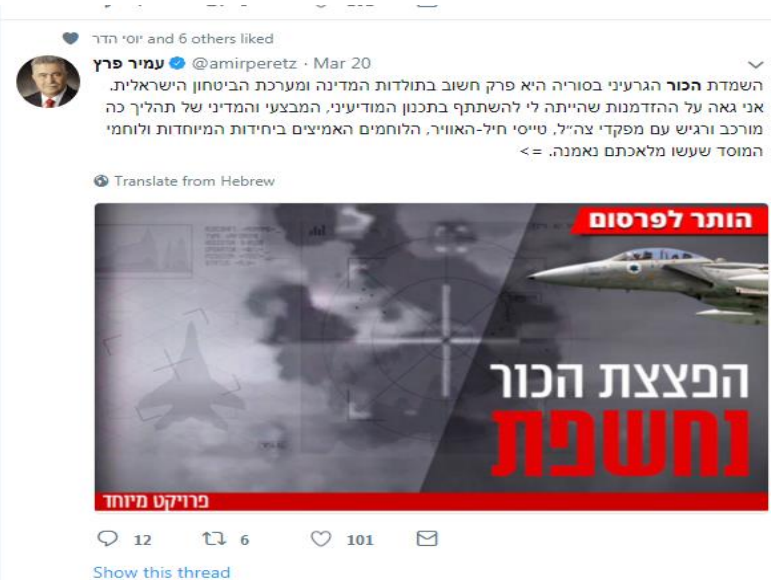 יוסי הדר and 6 others liked
עמיר פרץ @amirperetz · Mar 20
השמדת הכור הגרעיני בסוריה היא פרק חשוב בתולדות המדינה ומערכת הביטחון הישראלית.
אני גאה על ההזדמנות שהייתה לי להשתתף בתכנון המודיעיני, המבצעי והמדיני של תהליך כה
מורכב ורגיש עם מפקדי צה״ל, טייסי חיל-האוויר, הלוחמים האמיצים ביחידות המיוחדות ולוחמי
המוסד שעשו מלאכתם נאמנה. =>
Translate from Hebrew
הותר לפרסום
הפצצת הכור
נחשפת
פרויקט מיוחד
12 6 101
Show this thread